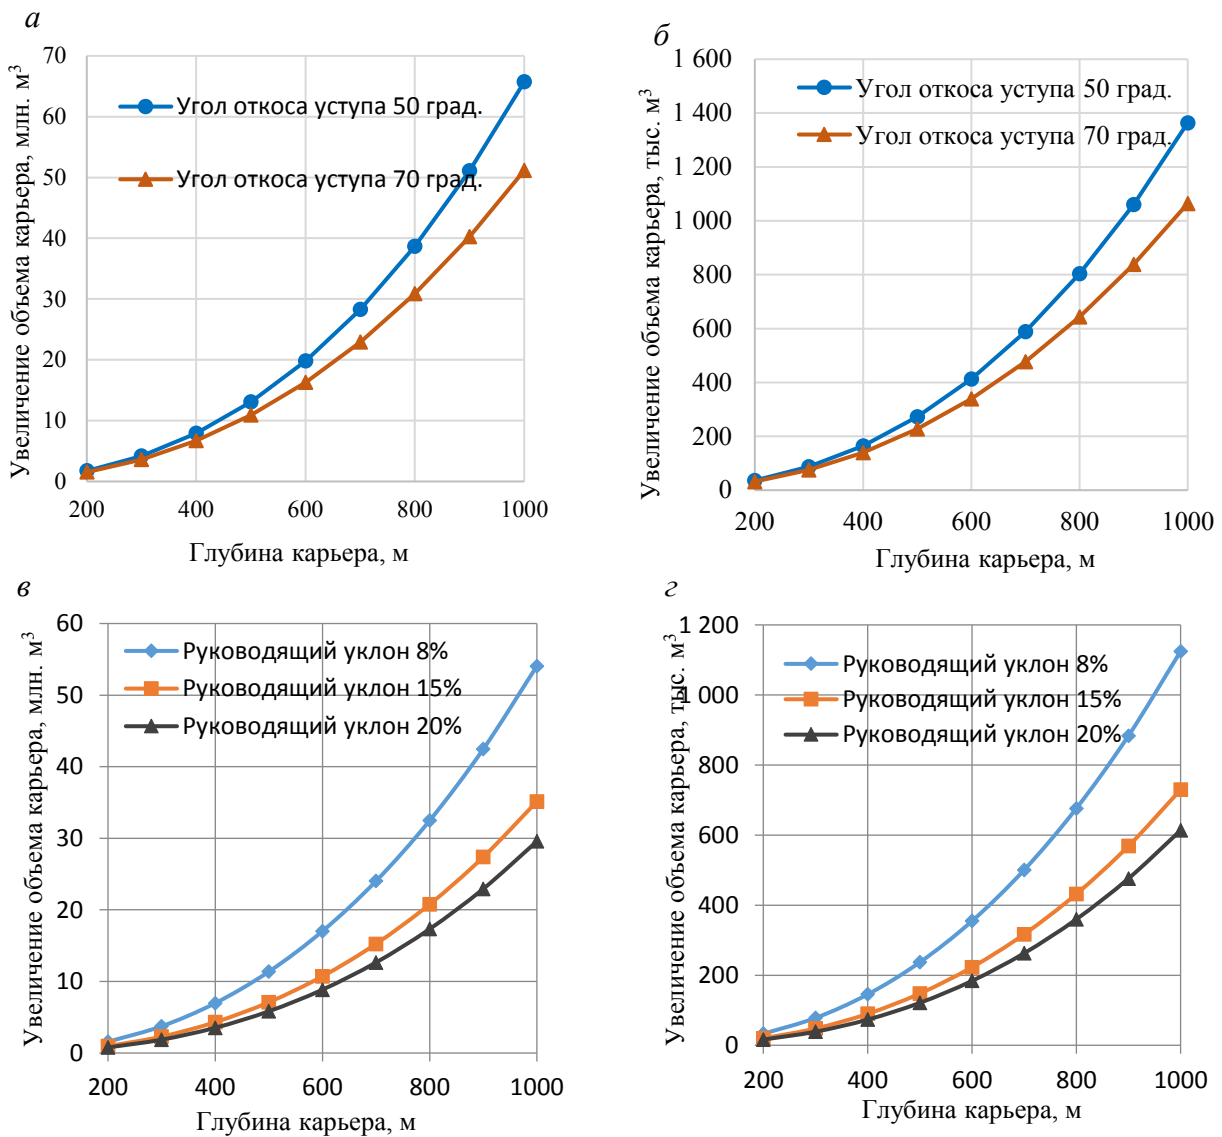 а
Увеличение объема карьера, млн. м³
70
60
50
40
30
20
10
0
Угол откоса уступа 50 град.
Угол откоса уступа 70 град.
200 400 600 800 1000
Глубина карьера, м
б
Увеличение объема карьера, тыс. м³
1 600
1 400
1 200
1 000
800
600
400
200
0
Угол откоса уступа 50 град.
Угол откоса уступа 70 град.
200 400 600 800 1000
Глубина карьера, м
в
Увеличение объема карьера, млн. м³
60
50
40
30
20
10
0
Руководящий уклон 8%
Руководящий уклон 15%
Руководящий уклон 20%
200 400 600 800 1000
Глубина карьера, м
г
Увеличение объема карьера, тыс. м³
1 200
1 000
800
600
400
200
0
Руководящий уклон 8%
Руководящий уклон 15%
Руководящий уклон 20%
200 400 600 800 1000
Глубина карьера, м